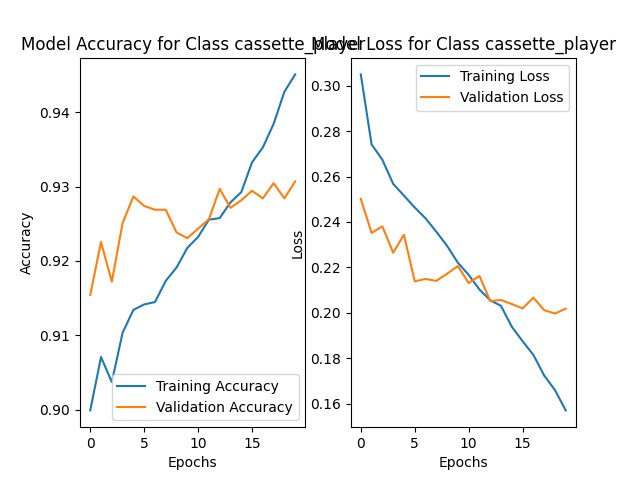 Model Accuracy for Class cassette_player
Model Loss for Class cassette_player
Accuracy
0.94
0.93
0.92
0.91
0.90
Training Accuracy
Validation Accuracy
0
5
10
15
Epochs
Loss
0.30
0.28
0.26
0.24
0.22
0.20
0.18
0.16
Training Loss
Validation Loss
0
5
10
15
Epochs